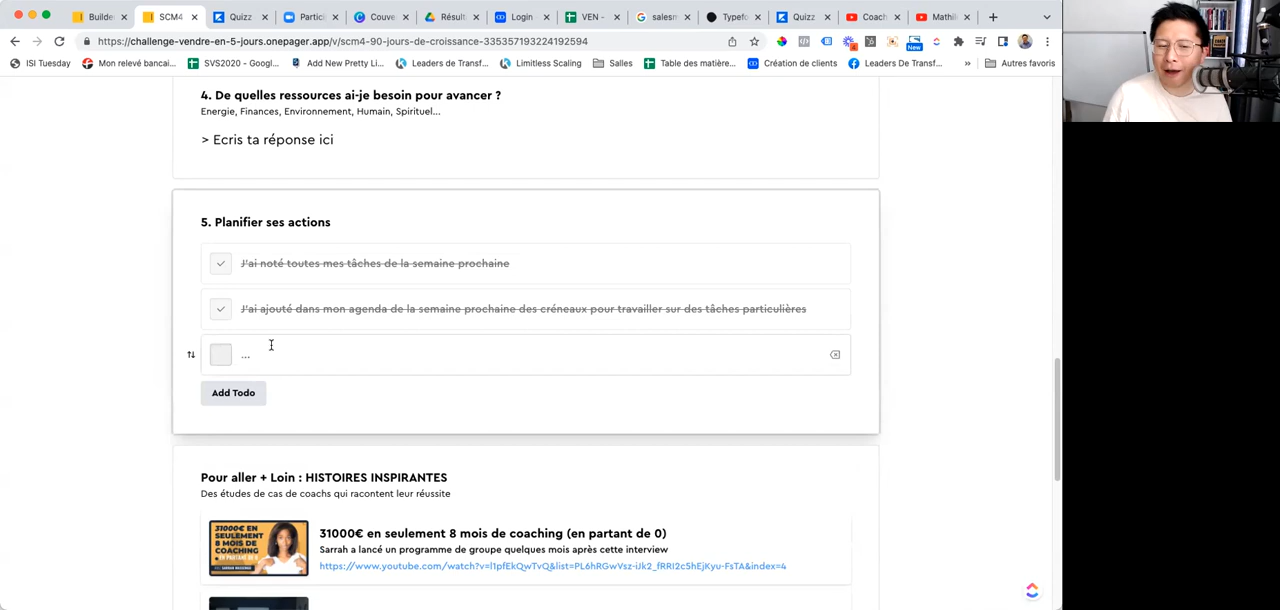 Builde
SCM4
Quizz
Partici
Couve
Résult
Login
VEN -
salesm
Typefo
Quizz
Coach
Mathil
https://challenge-vendre-en-5-jours.onepager.app/v/scm4-90-jours-de-croissance
ISI Tuesday
Mon relevé bancai...
SVS2020 - Googl...
Add New Pretty Li...
Leaders de Transf...
Limitless Scaling
Salles
Table des matière...
Création de clients
Leaders De Transf...
»
Autres favoris
4. De quelles ressources ai-je besoin pour avancer ?
Energie, Finances, Environnement, Humain, Spirituel...
> Ecris ta réponse ici
5. Planifier ses actions
J'ai noté toutes mes tâches de la semaine prochaine
J'ai ajouté dans mon agenda de la semaine prochaine des créneaux pour travailler sur des tâches particulières
...
Add Todo
Pour aller + Loin : HISTOIRES INSPIRANTES
Des études de cas de coachs qui racontent leur réussite
31000€ EN
SEULEMENT
8 MOIS DE
COACHING
31000€ en seulement 8 mois de coaching (en partant de 0)
Sarrah a lancé un programme de groupe quelques mois après cette interview
https://www.youtube.com/watch?v=l1pfEkQwTvQ&list=PL6hRGwVsz-iJk2_fRRI2c5hEjKyu-FsTA&index=4